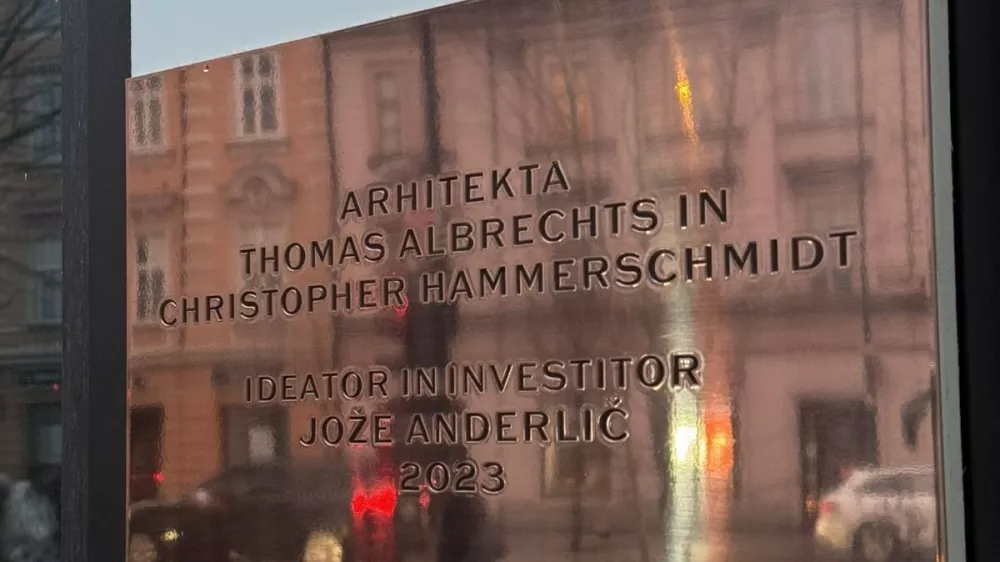 ARHITEKTA
THOMAS ALBRECHTS IN
CHRISTOPHER HAMMERSCHMIDT
IDEATOR IN INVESTITOR
JOŽE ANDERLIČ
2023